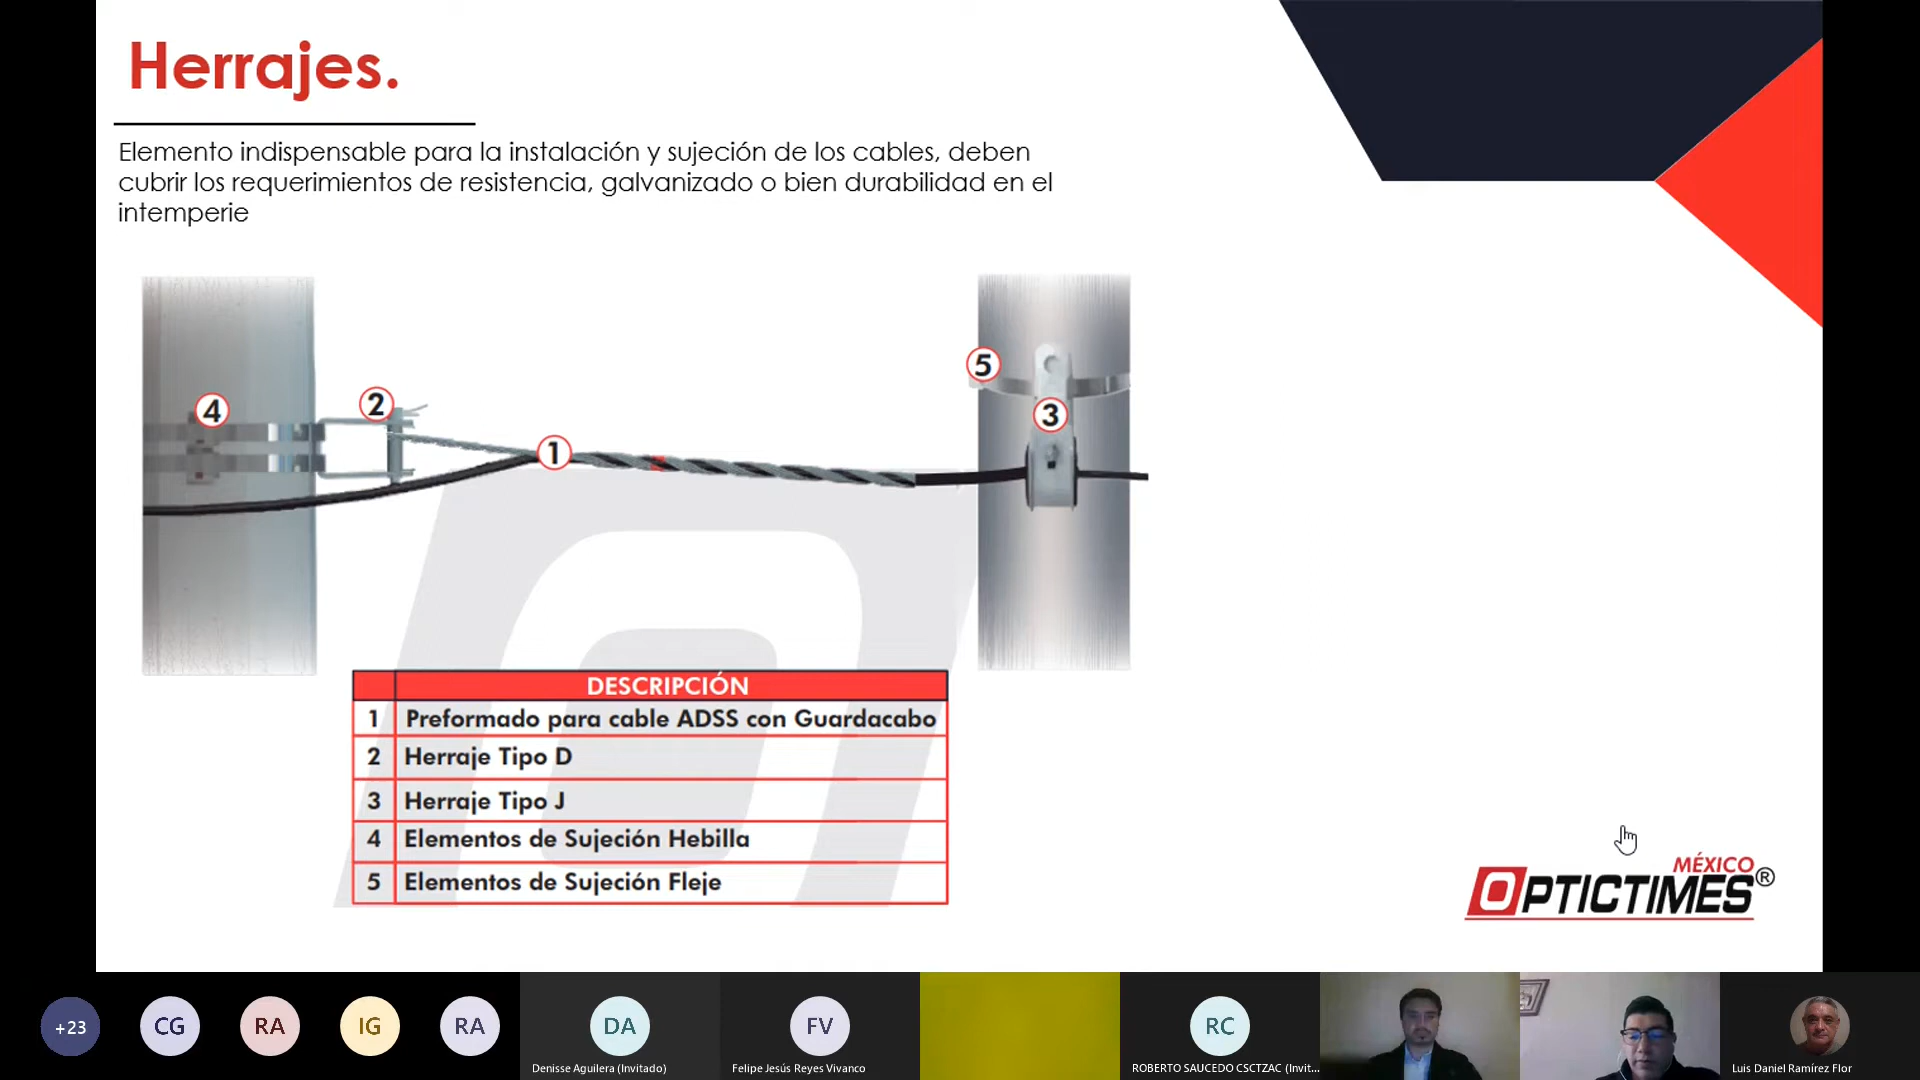 Herrajes.
Elemento indispensable para la instalación y sujeción de los cables, deben
cubrir los requerimientos de resistencia, galvanizado o bien durabilidad en el
intemperie
5
4
2
3
1
DESCRIPCIÓN
1 Preformado para cable ADSS con Guardacabo
2 Herraje Tipo D
3 Herraje Tipo J
4 Elementos de Sujeción Hebilla
5 Elementos de Sujeción Fleje
MÉXICO
OPTICTIMES®
+23
CG
RA
IG
RA
DA
FV
RC
Denisse Aguilera (Invitado)
Felipe Jesús Reyes Vivanco
ROBERTO SAUCEDO CSCTZAC (Invit...
Luis Daniel Ramírez Flor